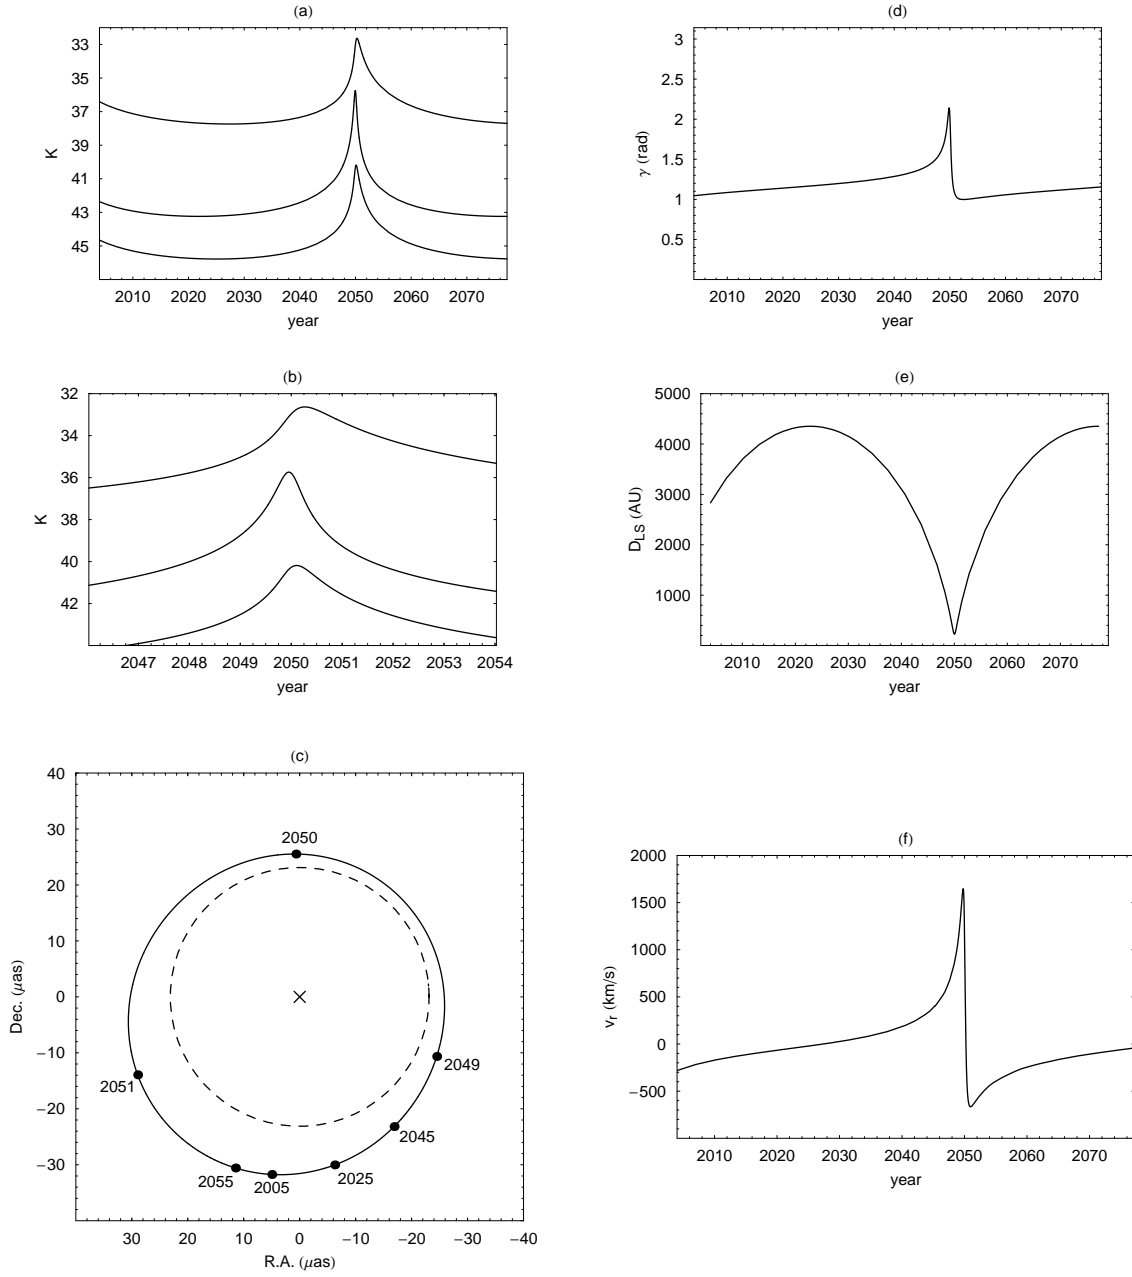 (a)
33
35
37
39
41
43
45
K
2010 2020 2030 2040 2050 2060 2070
year
(b)
32
34
36
38
40
42
K
2047 2048 2049 2050 2051 2052 2053 2054
year
(c)
40
30
20
10
0
−10
−20
−30
Dec. (μas)
2050
2049
2051
2045
2055
2005
2025
30 20 10 0 −10 −20 −30 −40
R.A. (μas)
(d)
3
2.5
2
1.5
1
0.5
γ (rad)
2010 2020 2030 2040 2050 2060 2070
year
(e)
5000
4000
3000
2000
1000
D_LS (AU)
2010 2020 2030 2040 2050 2060 2070
year
(f)
2000
1500
1000
500
0
−500
v_r (km/s)
2010 2020 2030 2040 2050 2060 2070
year